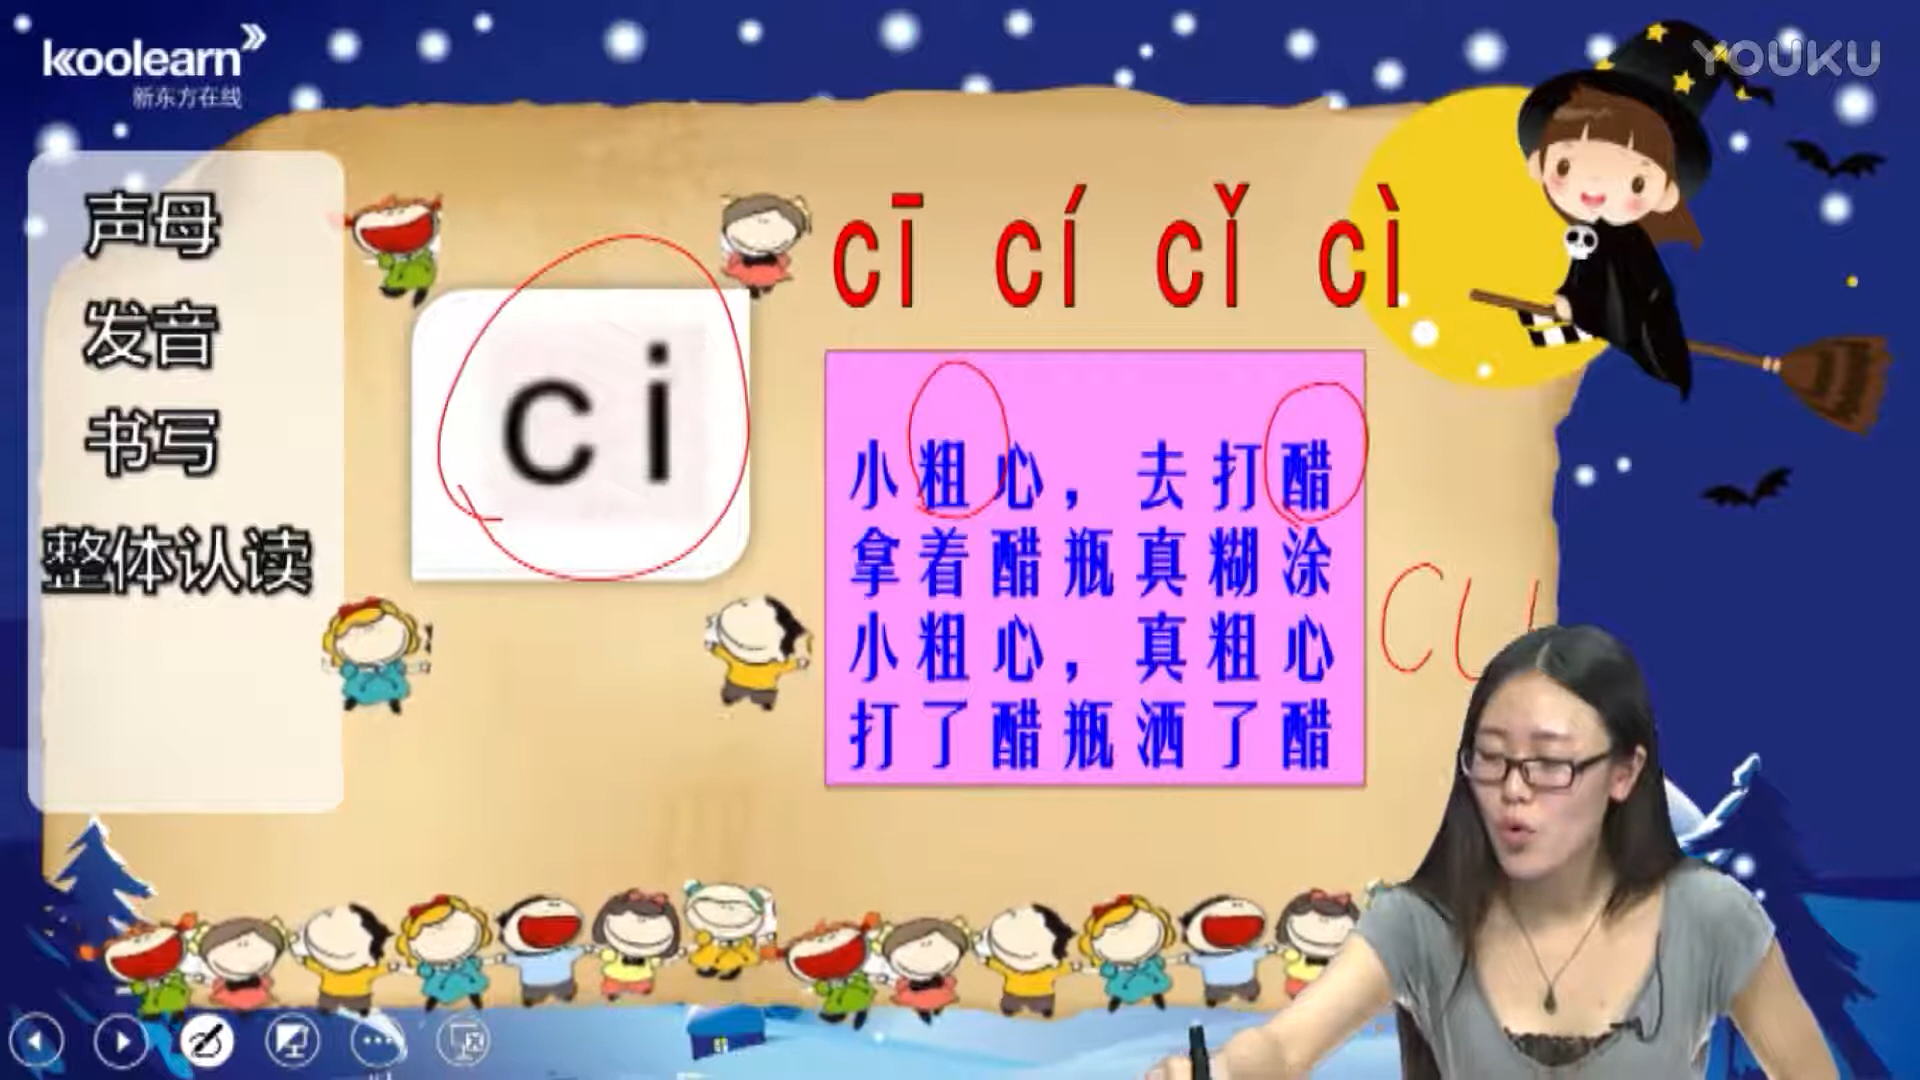 koolearn
新东方在线
YOUKU
声母
发音
书写
整体认读
ci
cī cí cǐ cì
小粗心，去打醋
拿着醋瓶真糊涂
小粗心，真粗心
打了醋瓶洒了醋
cu